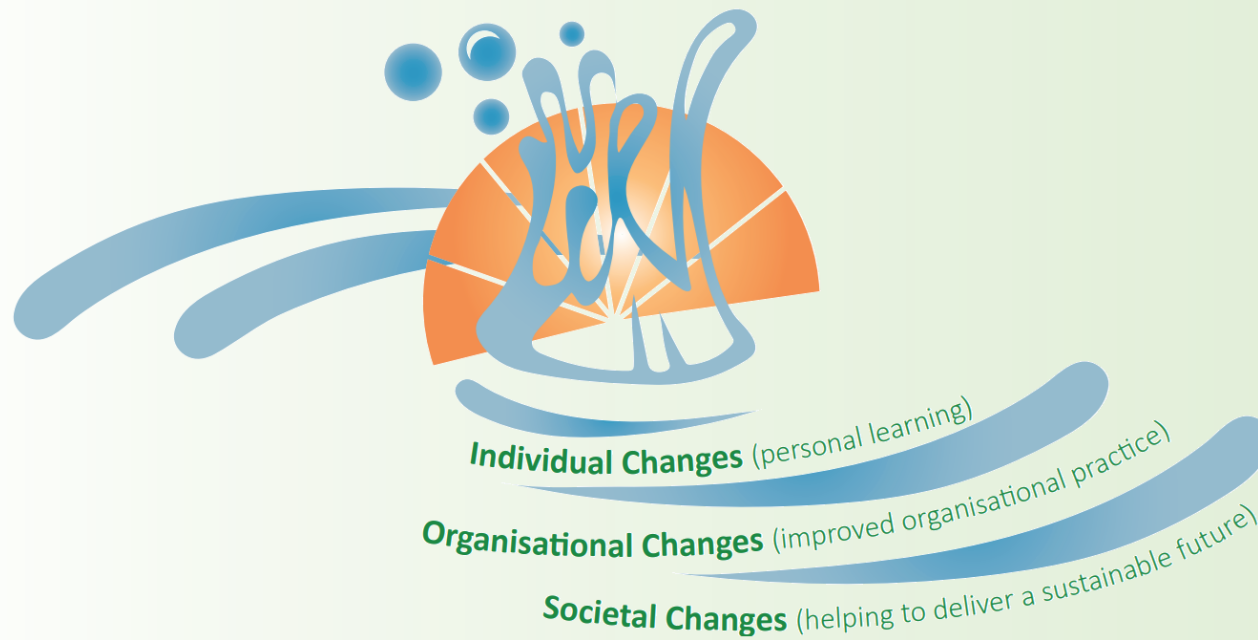 Individual Changes (personal learning)
Organisational Changes (improved organisational practice)
Societal Changes (helping to deliver a sustainable future)